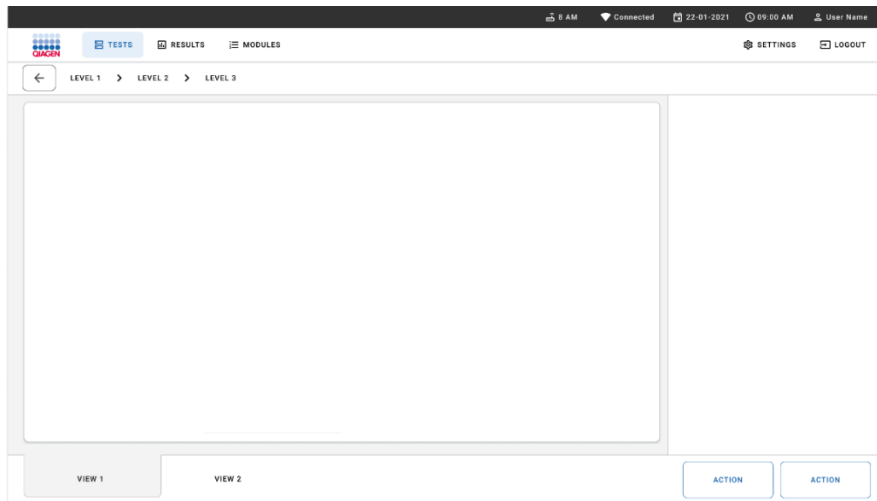 8 AM Connected 22-01-2021 09:00 AM User Name
QIAGEN TESTS RESULTS MODULES SETTINGS LOGOUT
LEVEL 1 LEVEL 2 LEVEL 3
VIEW 1 VIEW 2 ACTION ACTION